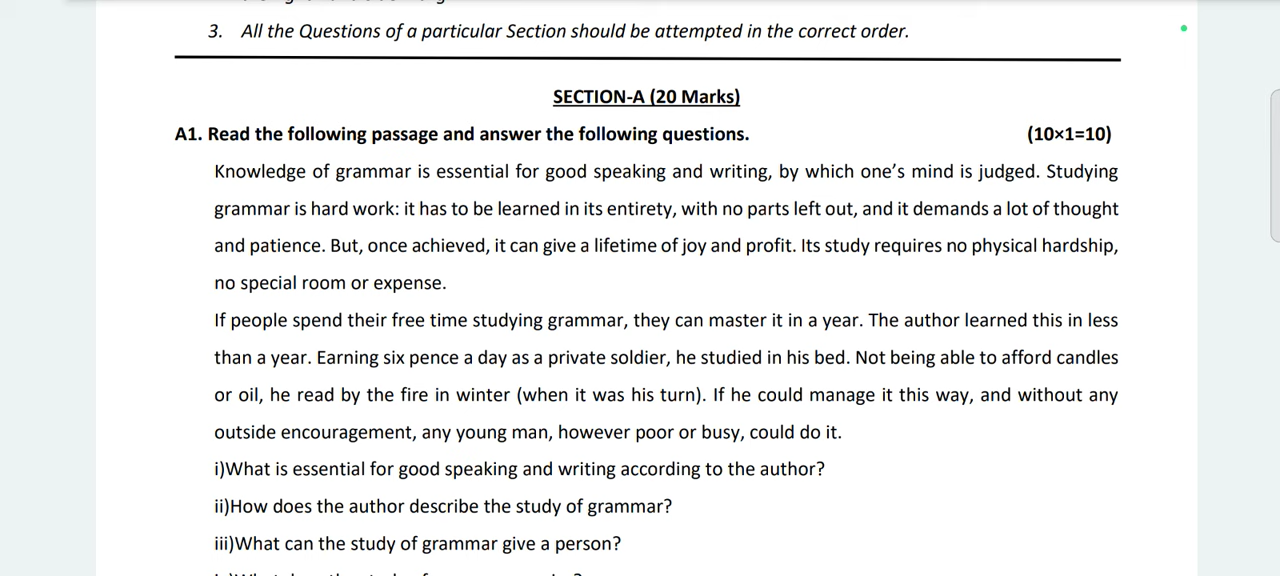 3. All the Questions of a particular Section should be attempted in the correct order.
SECTION-A (20 Marks)
A1. Read the following passage and answer the following questions. (10×1=10)
Knowledge of grammar is essential for good speaking and writing, by which one’s mind is judged. Studying
grammar is hard work: it has to be learned in its entirety, with no parts left out, and it demands a lot of thought
and patience. But, once achieved, it can give a lifetime of joy and profit. Its study requires no physical hardship,
no special room or expense.
If people spend their free time studying grammar, they can master it in a year. The author learned this in less
than a year. Earning six pence a day as a private soldier, he studied in his bed. Not being able to afford candles
or oil, he read by the fire in winter (when it was his turn). If he could manage it this way, and without any
outside encouragement, any young man, however poor or busy, could do it.
i)What is essential for good speaking and writing according to the author?
ii)How does the author describe the study of grammar?
iii)What can the study of grammar give a person?